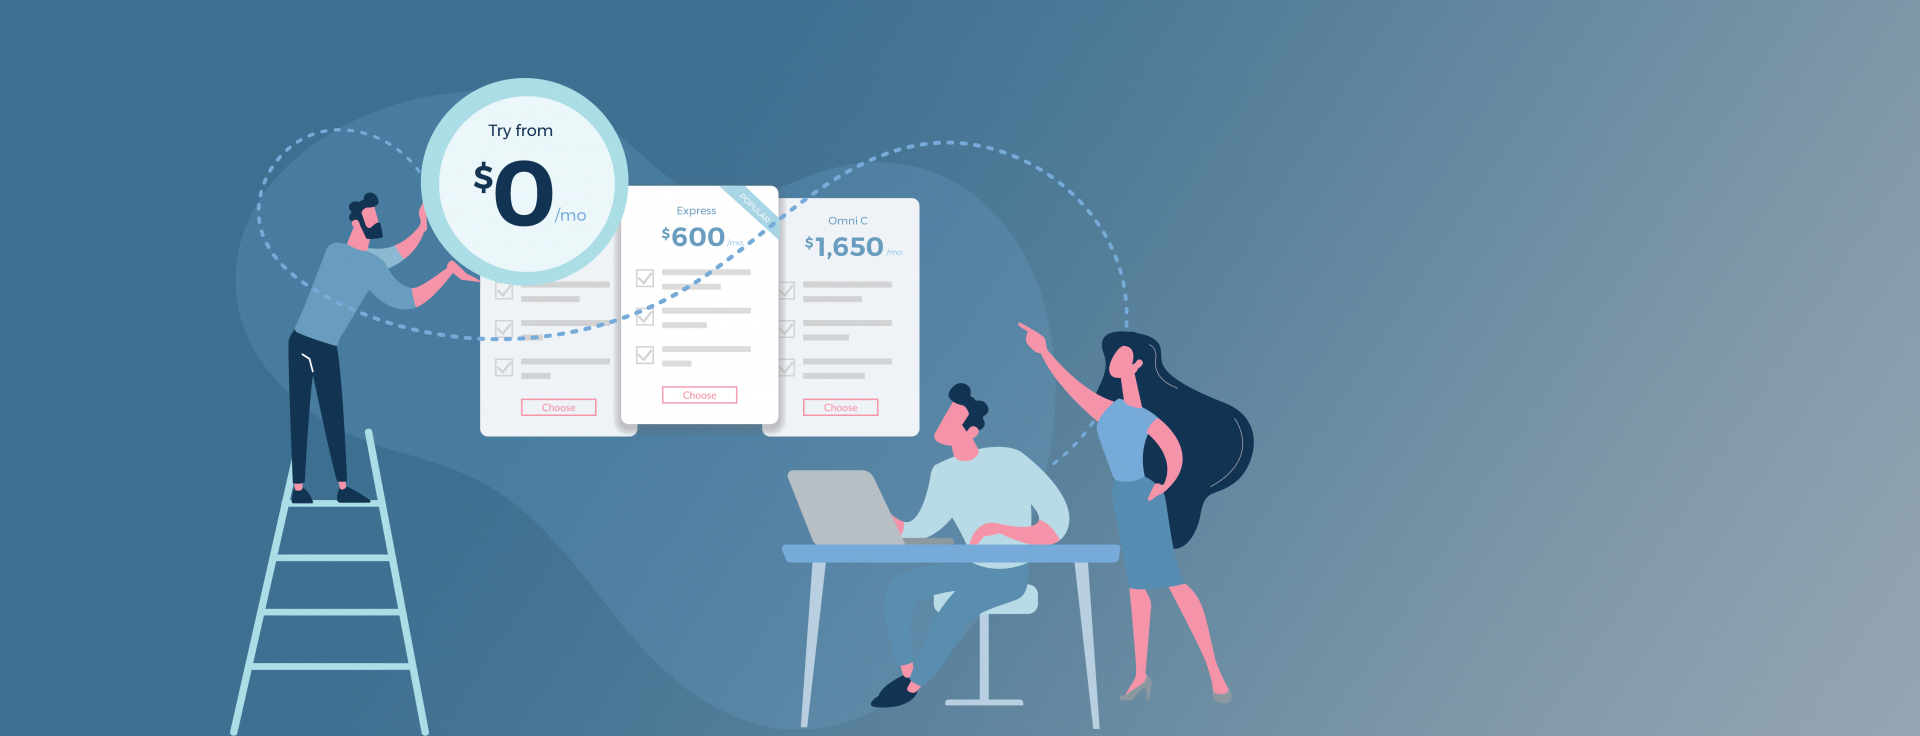 Try from
$0/mo
Choose
POPULAR
Express
$600/mo.
Choose
Omni C
$1,650/mo.
Choose